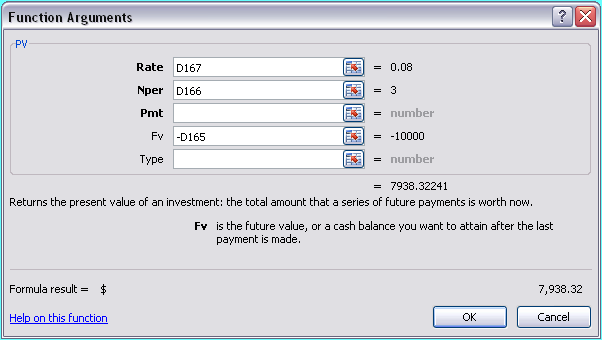 Function Arguments
PV
Rate D167 = 0.08
Nper D166 = 3
Pmt = number
Fv -D165 = -10000
Type = number
= 7938.32241
Returns the present value of an investment: the total amount that a series of future payments is worth now.
Fv is the future value, or a cash balance you want to attain after the last
payment is made.
Formula result = $ 7,938.32
Help on this function
OK
Cancel